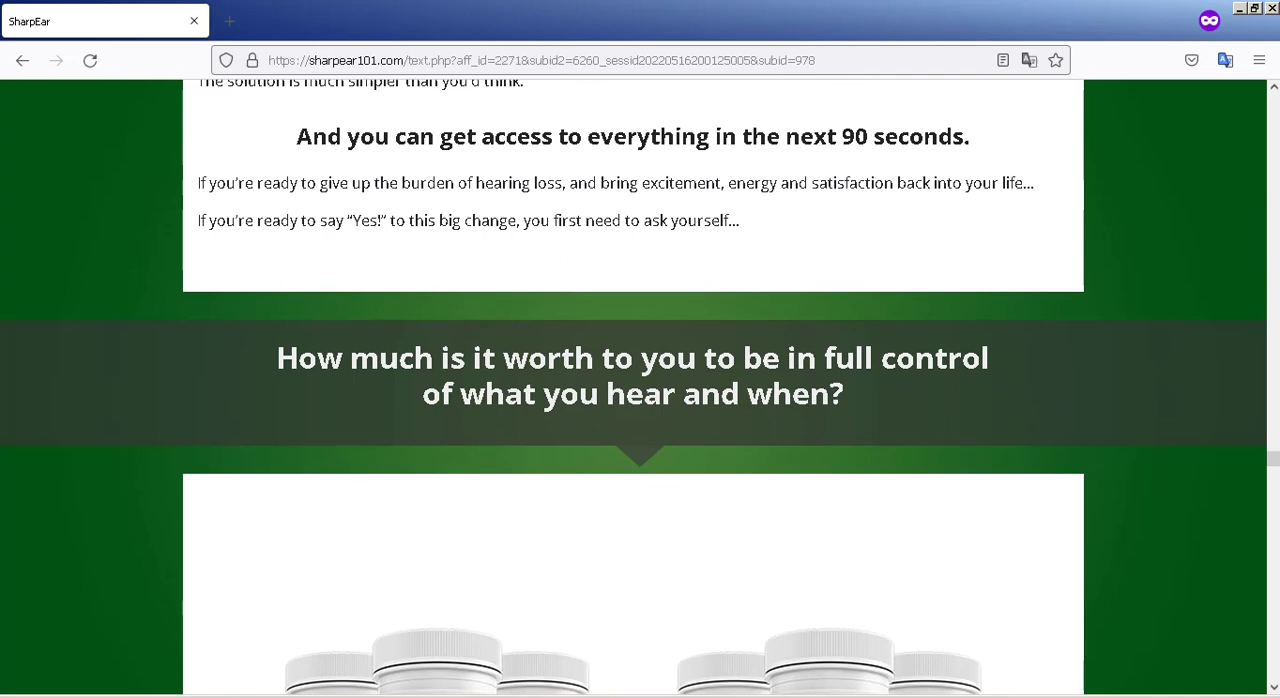 SharpEar
https://sharpear101.com/text.php?aff_id=2271&subid2=6260_sessid20220516200125005&subid=978
The solution is much simpler than you'd think.
And you can get access to everything in the next 90 seconds.
If you’re ready to give up the burden of hearing loss, and bring excitement, energy and satisfaction back into your life...
If you’re ready to say “Yes!” to this big change, you first need to ask yourself...
How much is it worth to you to be in full control
of what you hear and when?